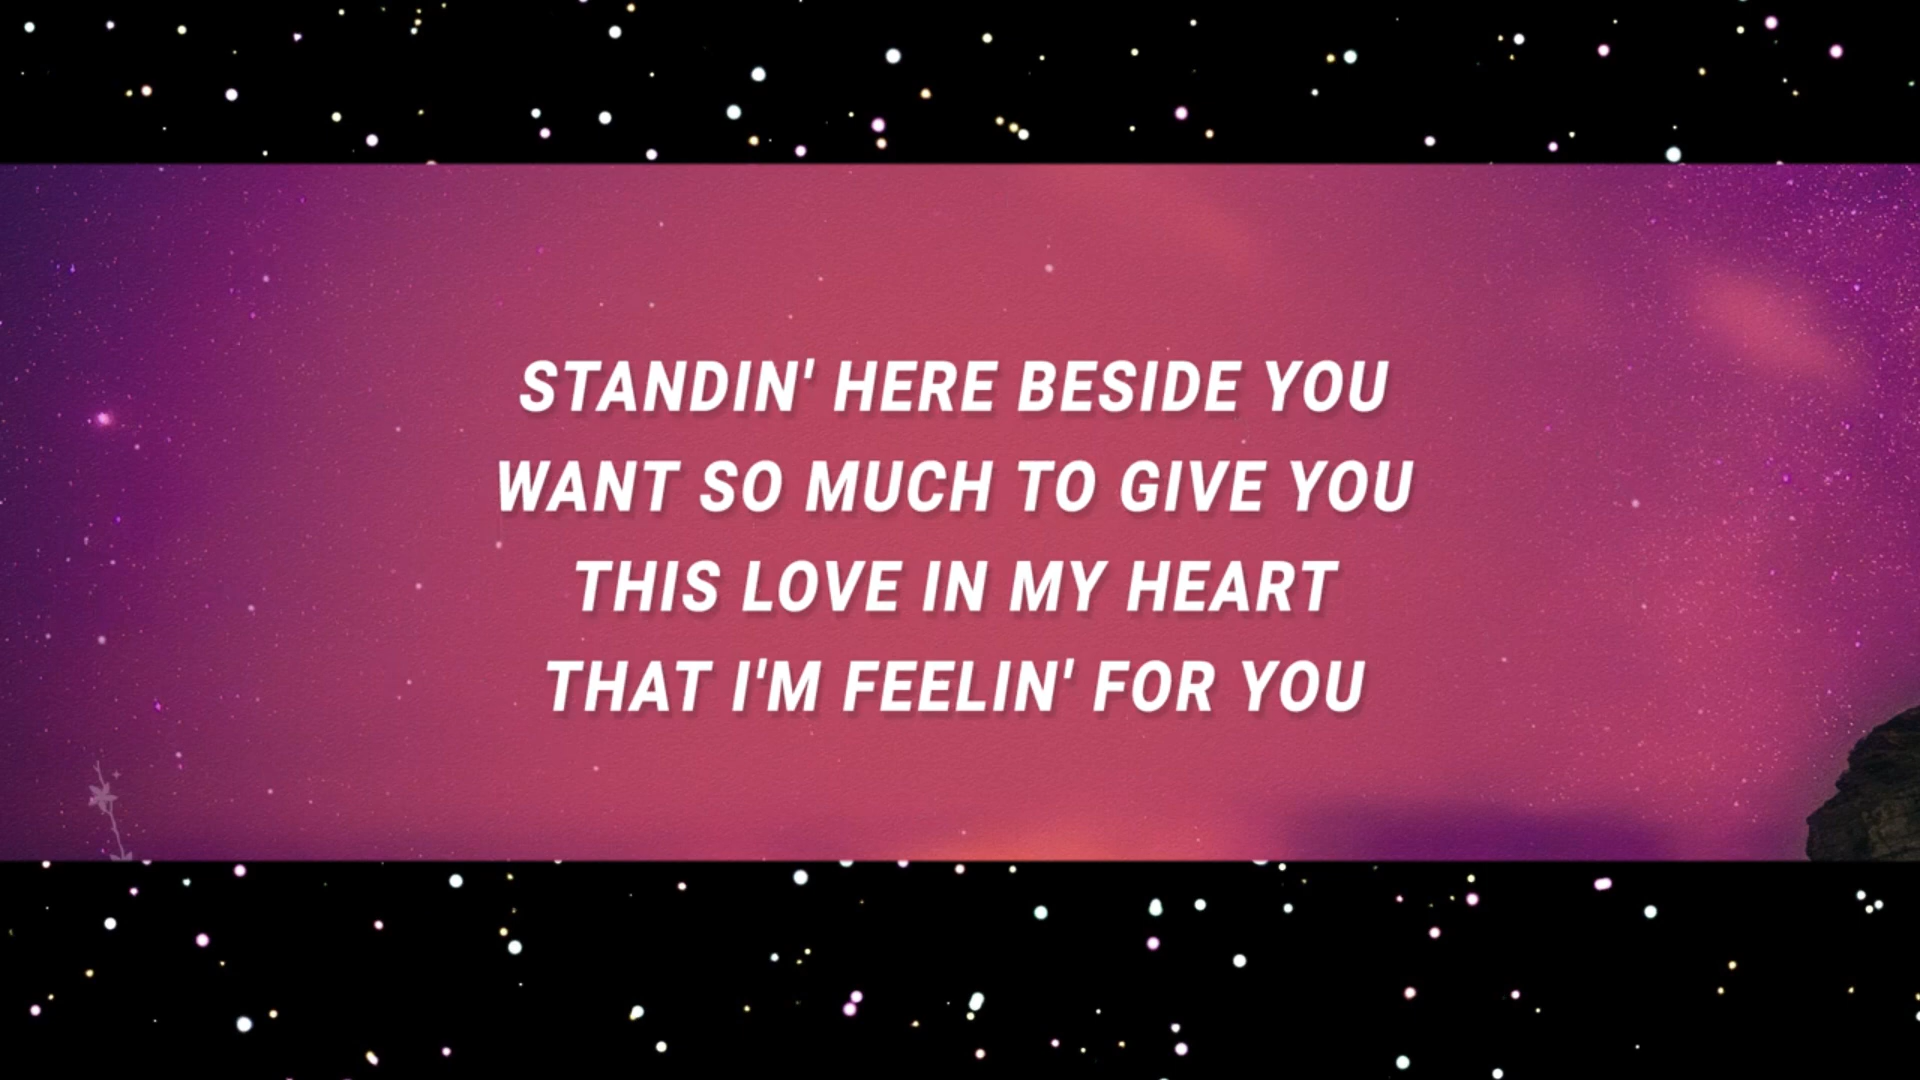 STANDIN' HERE BESIDE YOU
WANT SO MUCH TO GIVE YOU
THIS LOVE IN MY HEART
THAT I'M FEELIN' FOR YOU